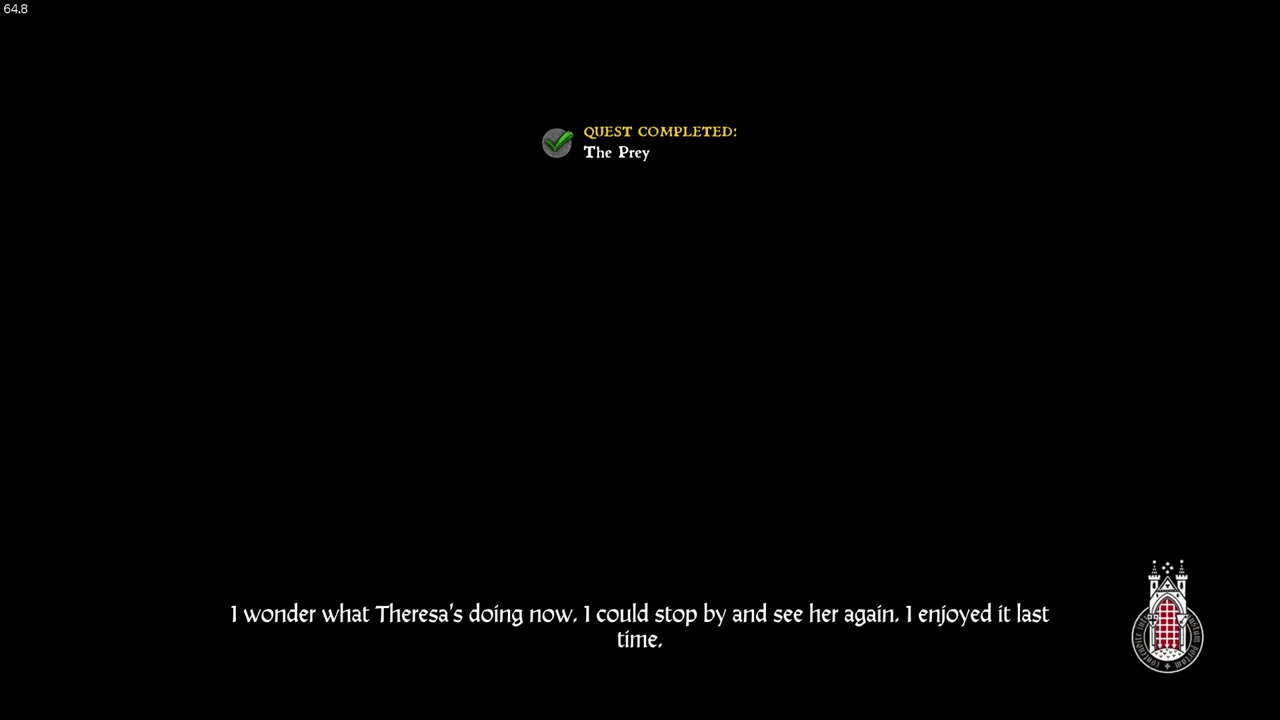 64.8
QUEST COMPLETED:
The Prey
I wonder what Theresa's doing now. I could stop by and see her again. I enjoyed it last
time.